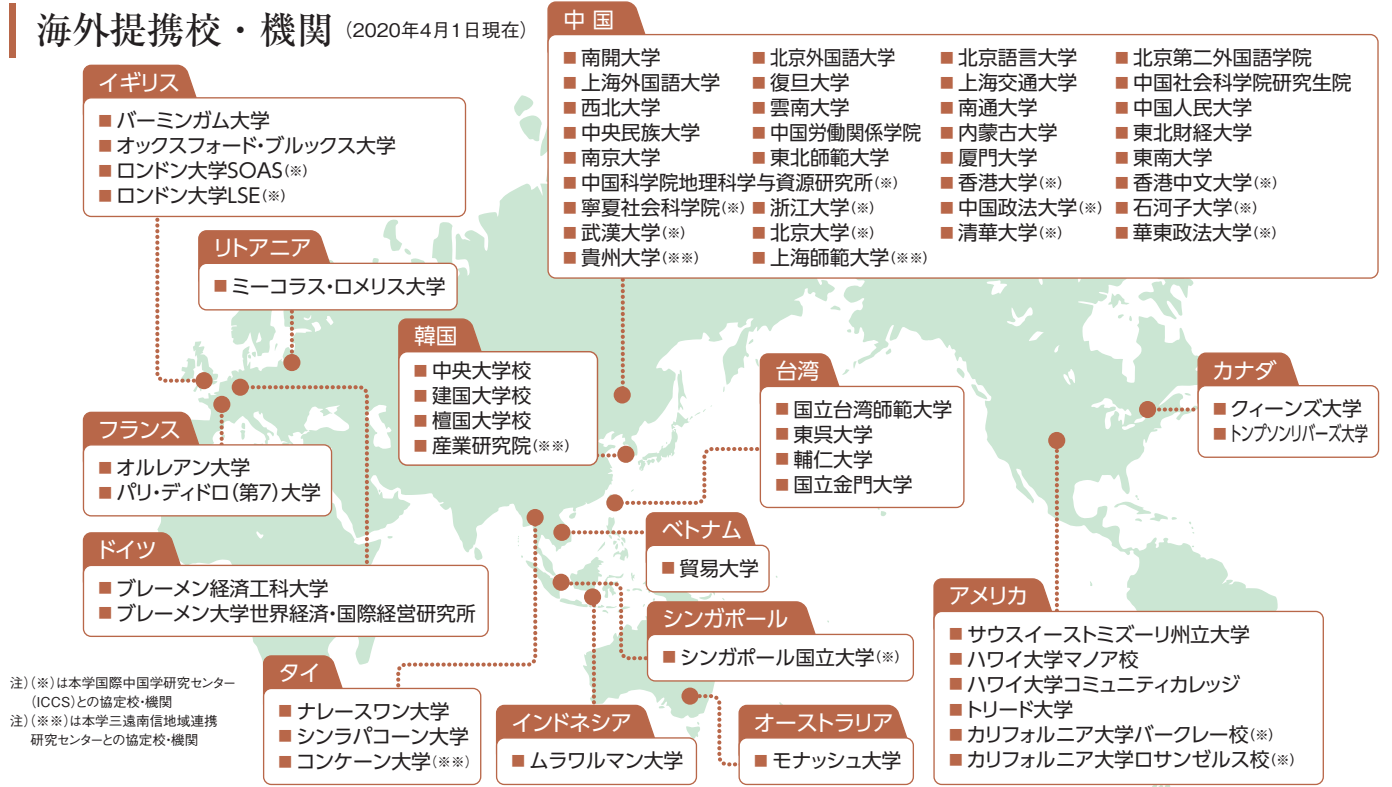 海外提携校・機関（2020年4月1日現在）
中国
■ 南開大学 ■ 北京外国語大学 ■ 北京語言大学 ■ 北京第二外国語学院
■ 上海外国語大学 ■ 復旦大学 ■ 上海交通大学 ■ 中国社会科学院研究生院
■ 西北大学 ■ 雲南大学 ■ 南通大学 ■ 中国人民大学
■ 中央民族大学 ■ 中国労働関係学院 ■ 内蒙古大学 ■ 東北財経大学
■ 南京大学 ■ 東北師範大学 ■ 厦門大学 ■ 東南大学
■ 中国科学院地理科学与資源研究所(※) ■ 香港大学(※) ■ 香港中文大学(※)
■ 寧夏社会科学院(※) ■ 浙江大学(※) ■ 中国政法大学(※) ■ 石河子大学(※)
■ 武漢大学(※) ■ 北京大学(※) ■ 清華大学(※) ■ 華東政法大学(※)
■ 貴州大学(※※) ■ 上海師範大学(※※)
イギリス
■ バーミンガム大学
■ オックスフォード・ブルックス大学
■ ロンドン大学SOAS(※)
■ ロンドン大学LSE(※)
リトアニア
■ ミーコラス・ロメリス大学
韓国
■ 中央大学校
■ 建国大学校
■ 檀国大学校
■ 産業研究院(※※)
台湾
■ 国立台湾師範大学
■ 東呉大学
■ 輔仁大学
■ 国立金門大学
カナダ
■ クィーンズ大学
■ トンプソンリバーズ大学
フランス
■ オルレアン大学
■ パリ・ディドロ(第7)大学
ドイツ
■ ブレーメン経済工科大学
■ ブレーメン大学世界経済・国際経営研究所
ベトナム
■ 貿易大学
シンガポール
■ シンガポール国立大学(※)
アメリカ
■ サウスイーストミズーリ州立大学
■ ハワイ大学マノア校
■ ハワイ大学コミュニティカレッジ
■ トリード大学
■ カリフォルニア大学バークレー校(※)
■ カリフォルニア大学ロサンゼルス校(※)
タイ
■ ナレースワン大学
■ シンラパコーン大学
■ コンケーン大学(※※)
インドネシア
■ ムラワルマン大学
オーストラリア
■ モナッシュ大学
注)(※)は本学国際中国学研究センター
(ICCS)との協定校・機関
注)(※※)は本学三遠南信地域連携
研究センターとの協定校・機関